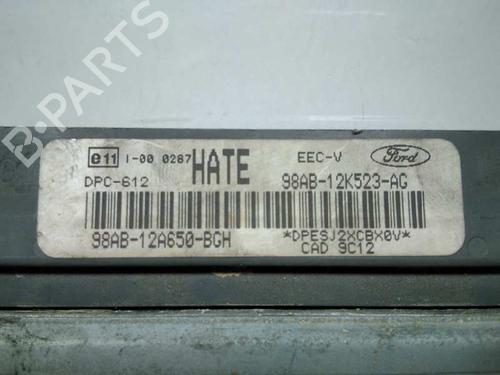 e11 I-00 0287 HATE EEC-V Ford
DPC-612 98AB-12K523-AG
98AB-12A650-BGH *DPESJ2XCBX0V*
CAD 9C12
B-PARTS